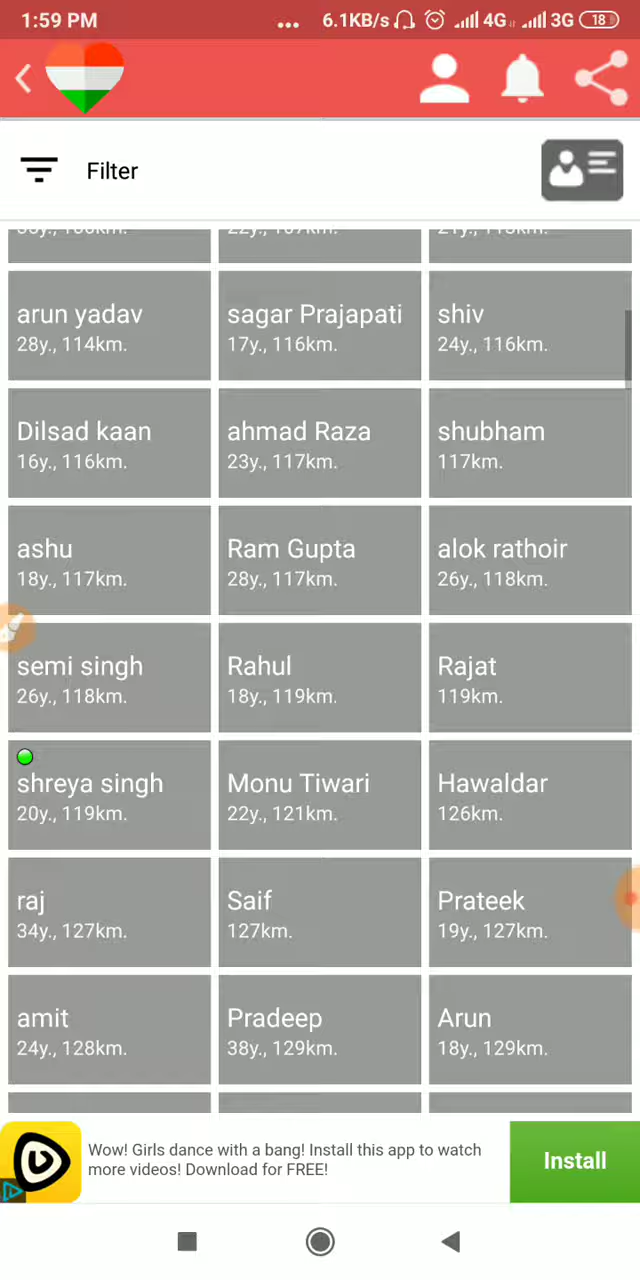 1:59 PM ... 6.1KB/s 4G 3G 18
Filter
arun yadav
28y., 114km.
sagar Prajapati
17y., 116km.
shiv
24y., 116km.
Dilsad kaan
16y., 116km.
ahmad Raza
23y., 117km.
shubham
117km.
ashu
18y., 117km.
Ram Gupta
28y., 117km.
alok rathoir
26y., 118km.
semi singh
26y., 118km.
Rahul
18y., 119km.
Rajat
119km.
shreya singh
20y., 119km.
Monu Tiwari
22y., 121km.
Hawaldar
126km.
raj
34y., 127km.
Saif
127km.
Prateek
19y., 127km.
amit
24y., 128km.
Pradeep
38y., 129km.
Arun
18y., 129km.
Wow! Girls dance with a bang! Install this app to watch
more videos! Download for FREE!
Install